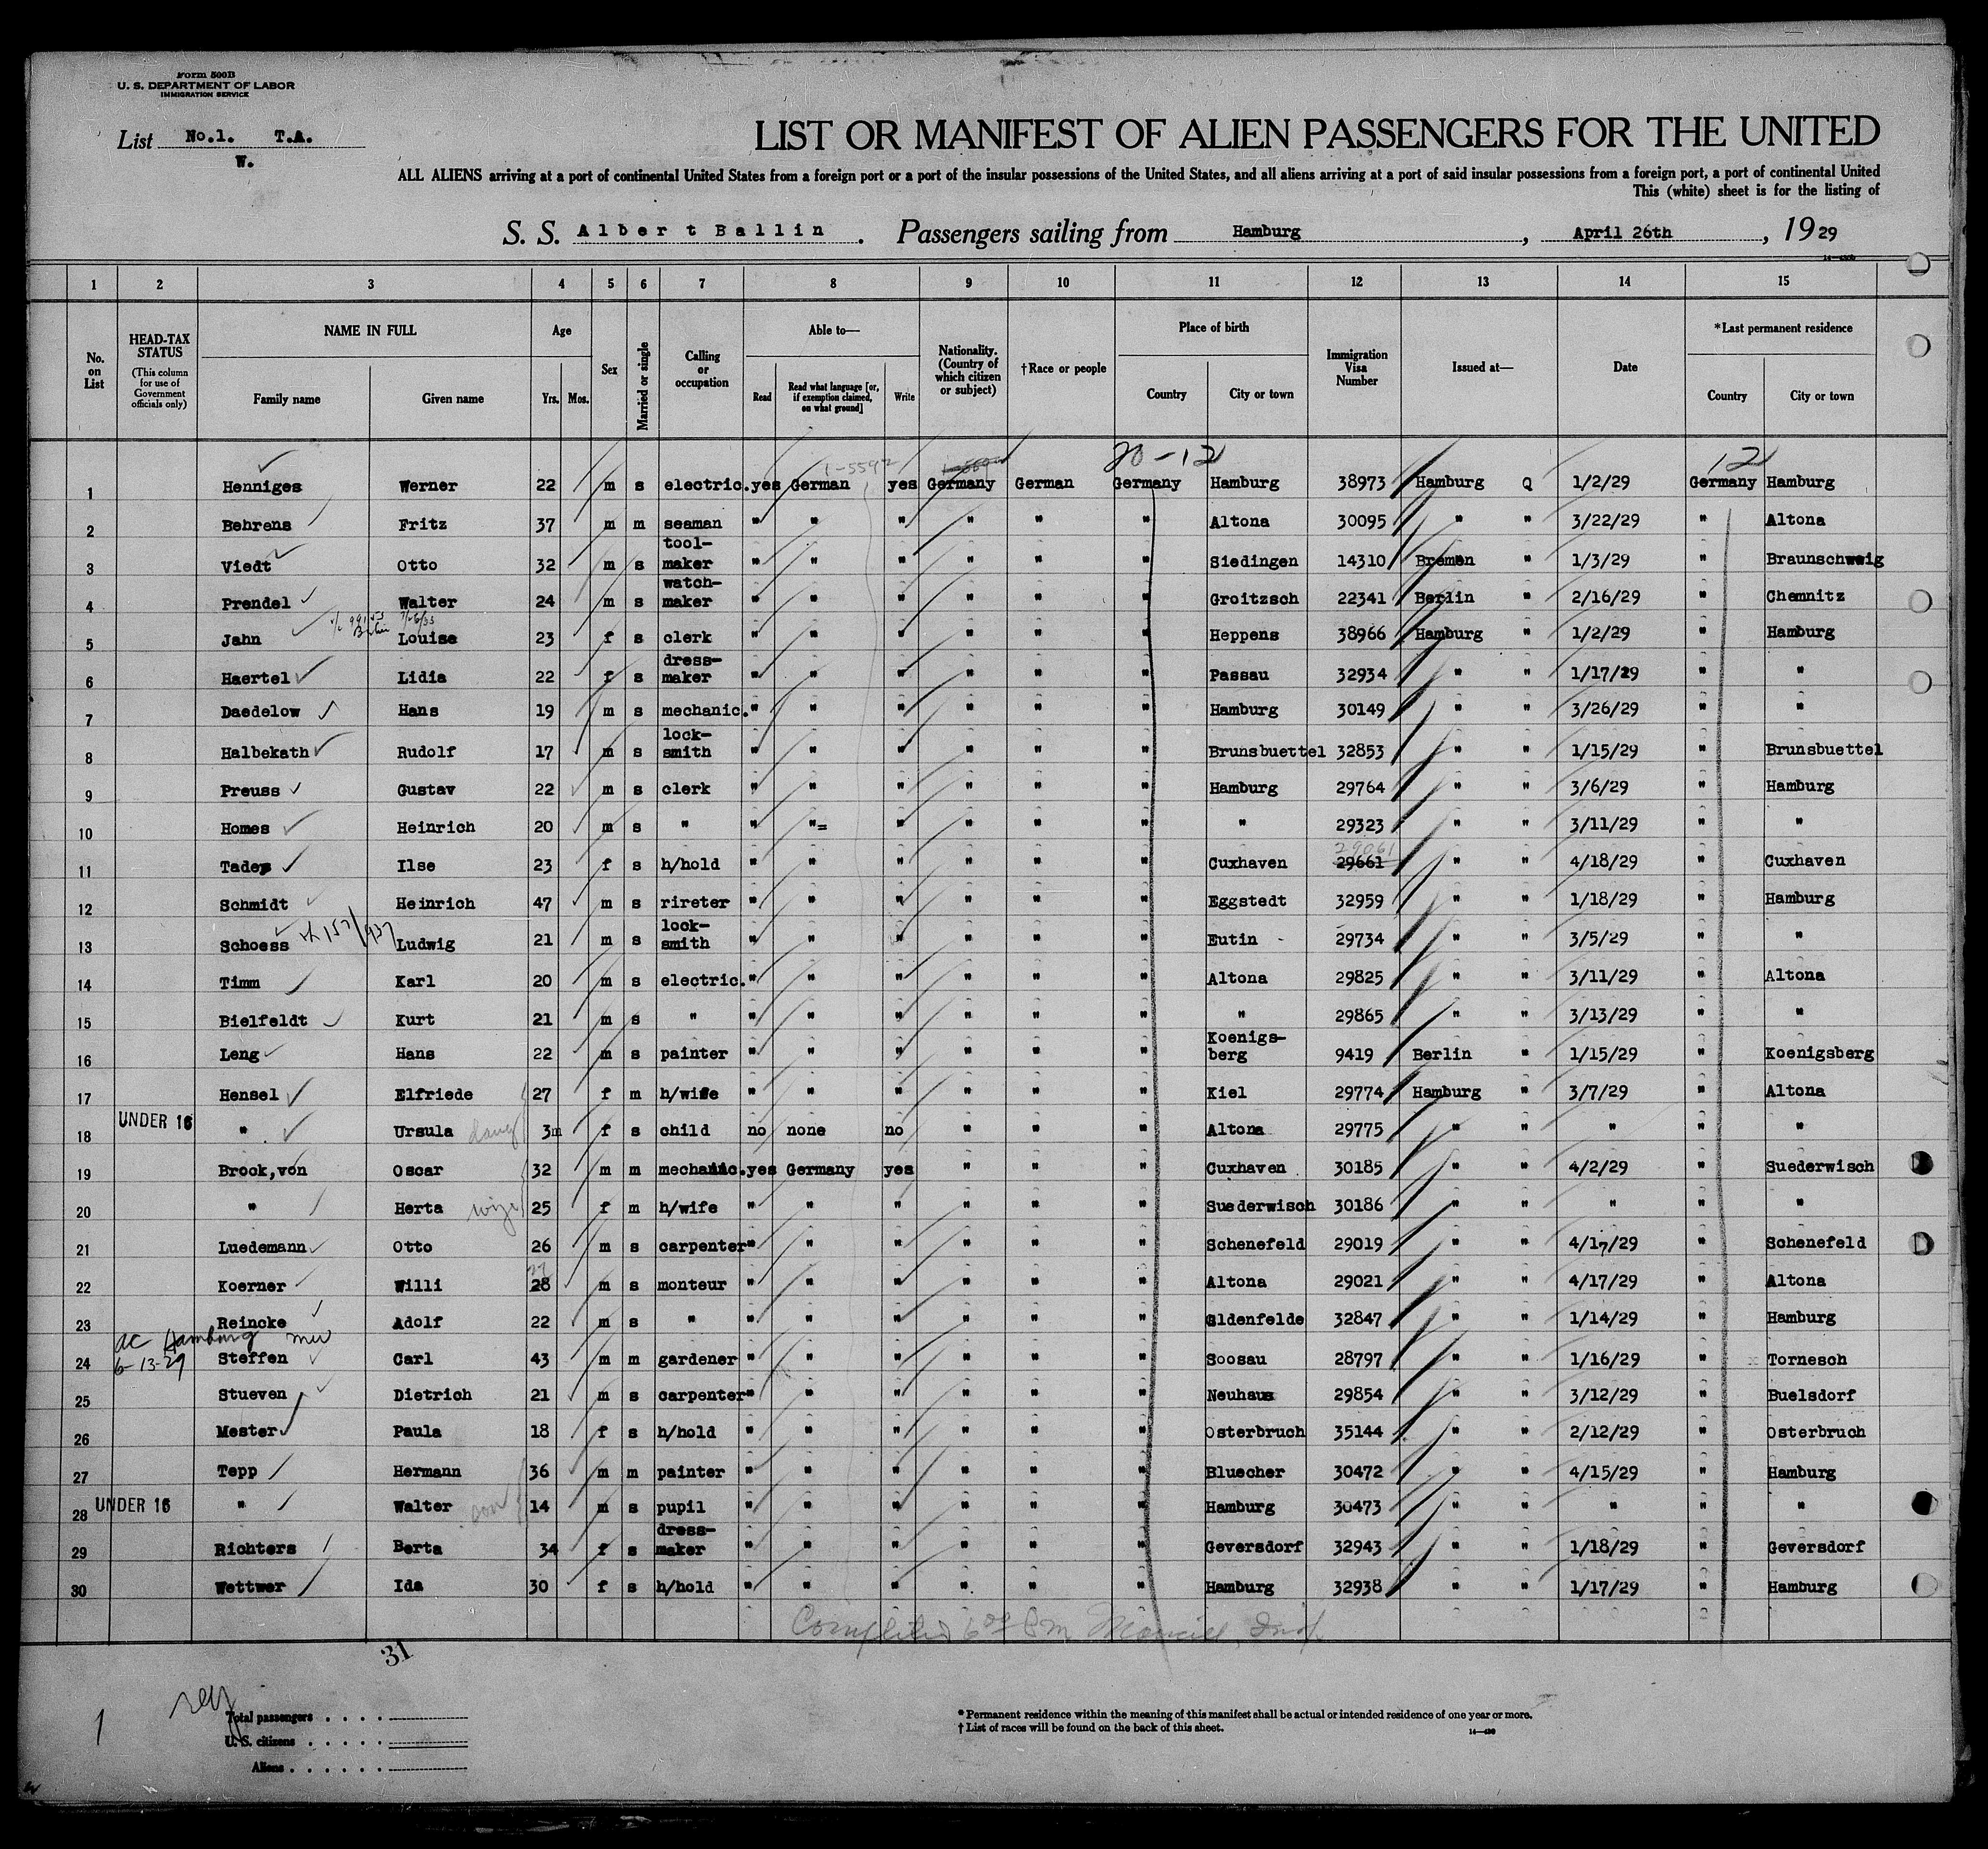 Form 500B
U. S. DEPARTMENT OF LABOR
IMMIGRATION SERVICE
List No.1. T.A.
W.
LIST OR MANIFEST OF ALIEN PASSENGERS FOR THE UNITED
ALL ALIENS arriving at a port of continental United States from a foreign port or a port of the insular possessions of the United States, and all aliens arriving at a port of said insular possessions from a foreign port, a port of continental United
This (white) sheet is for the listing of
S. S. Albert Ballin. Passengers sailing from Hamburg, April 26th, 1929
1 2 3 4 5 6 7 8 9 10 11 12 13 14 15
No. on List HEAD-TAX STATUS (This column for use of Government officials only) NAME IN FULL Family name Given name Age Yrs. Mos. Sex Married or single Calling or occupation Able to— Read Read what language [or, if exemption claimed, on what ground] Write Nationality. (Country of which citizen or subject) †Race or people Place of birth Country City or town Immigration Visa Number Issued at— Date *Last permanent residence Country City or town
20-12 12
1 Henniges Werner 22 m s electric. yes German yes Germany German Germany Hamburg 38973 Hamburg Q 1/2/29 Germany Hamburg
2 Behrens Fritz 37 m m seaman " " " " " " Altona 30095 " " 3/22/29 " Altona
3 Viedt Otto 32 m s tool-maker " " " " " " Siedingen 14310 Bremen " 1/3/29 " Braunschweig
4 Prendel Walter 24 m s watch-maker " " " " " " Groitzsch 22341 Berlin " 2/16/29 " Chemnitz
5 Jahn Louise 23 f s clerk " " " " " " Heppens 38966 Hamburg " 1/2/29 " Hamburg
6 Haertel Lidia 22 f s dress-maker " " " " " " Passau 32934 " " 1/17/29 " "
7 Daedelow Hans 19 m s mechanic. " " " " " " Hamburg 30149 " " 3/26/29 " "
8 Halbekath Rudolf 17 m s lock-smith " " " " " " Brunsbuettel 32853 " " 1/15/29 " Brunsbuettel
9 Preuss Gustav 22 m s clerk " " " " " " Hamburg 29764 " " 3/6/29 " Hamburg
10 Homes Heinrich 20 m s " " "= " " " " " 29323 " " 3/11/29 " "
29061
11 Tades Ilse 23 f s h/hold " " " " " " Cuxhaven 29661 " " 4/18/29 " Cuxhaven
12 Schmidt Heinrich 47 m s rireter " " " " " " Eggstedt 32959 " " 1/18/29 " Hamburg
13 Schoess Ludwig 21 m s lock-smith " " " " " " Eutin 29734 " " 3/5/29 " "
14 Timm Karl 20 m s electric. " " " " " " Altona 29825 " " 3/11/29 " Altona
15 Bielfeldt Kurt 21 m s " " " " " " " " 29865 " " 3/13/29 " "
16 Leng Hans 22 m s painter " " " " " " Koenigs-berg 9419 Berlin " 1/15/29 " Koenigsberg
17 Hensel Elfriede 27 f m h/wife " " " " " " Kiel 29774 Hamburg " 3/7/29 " Altona
18 UNDER 16 " Ursula 3m f s child no none no " " " Altona 29775 " " " " "
19 Brock,von Oscar 32 m m mechanic. yes Germany yes " " " Cuxhaven 30185 " " 4/2/29 " Suederwisch
20 " Herta wife 25 f m h/wife " " " " " " Suederwisch 30186 " " " " "
21 Luedemann Otto 26 m s carpenter " " " " " " Schenefeld 29019 " " 4/17/29 " Schenefeld
22 Koerner Willi 28 m s monteur " " " " " " Altona 29021 " " 4/17/29 " Altona
23 Reincke Adolf 22 m s " " " " " " " Oldenfelde 32847 " " 1/14/29 " Hamburg
ac Hamburg
24 6-13-29 Steffen Carl 43 m m gardener " " " " " " Soosau 28797 " " 1/16/29 " Tornesch
25 Stueven Dietrich 21 m s carpenter " " " " " " Neuhaus 29854 " " 3/12/29 " Buelsdorf
26 Mester Paula 18 f s h/hold " " " " " " Osterbruch 35144 " " 2/12/29 " Osterbruch
27 Tepp Hermann 36 m m painter " " " " " " Bluecher 30472 " " 4/15/29 " Hamburg
28 UNDER 16 " Walter son 14 m s pupil " " " " " " Hamburg 30473 " " " " "
29 Richters Berta 34 f s dress-maker " " " " " " Geversdorf 32943 " " 1/18/29 " Geversdorf
30 Wettwer Ida 30 f s h/hold " " " " " " Hamburg 32938 " " 1/17/29 " Hamburg
31
1
Total passengers
U. S. citizens
Aliens
* Permanent residence within the meaning of this manifest shall be actual or intended residence of one year or more.
† List of races will be found on the back of this sheet.